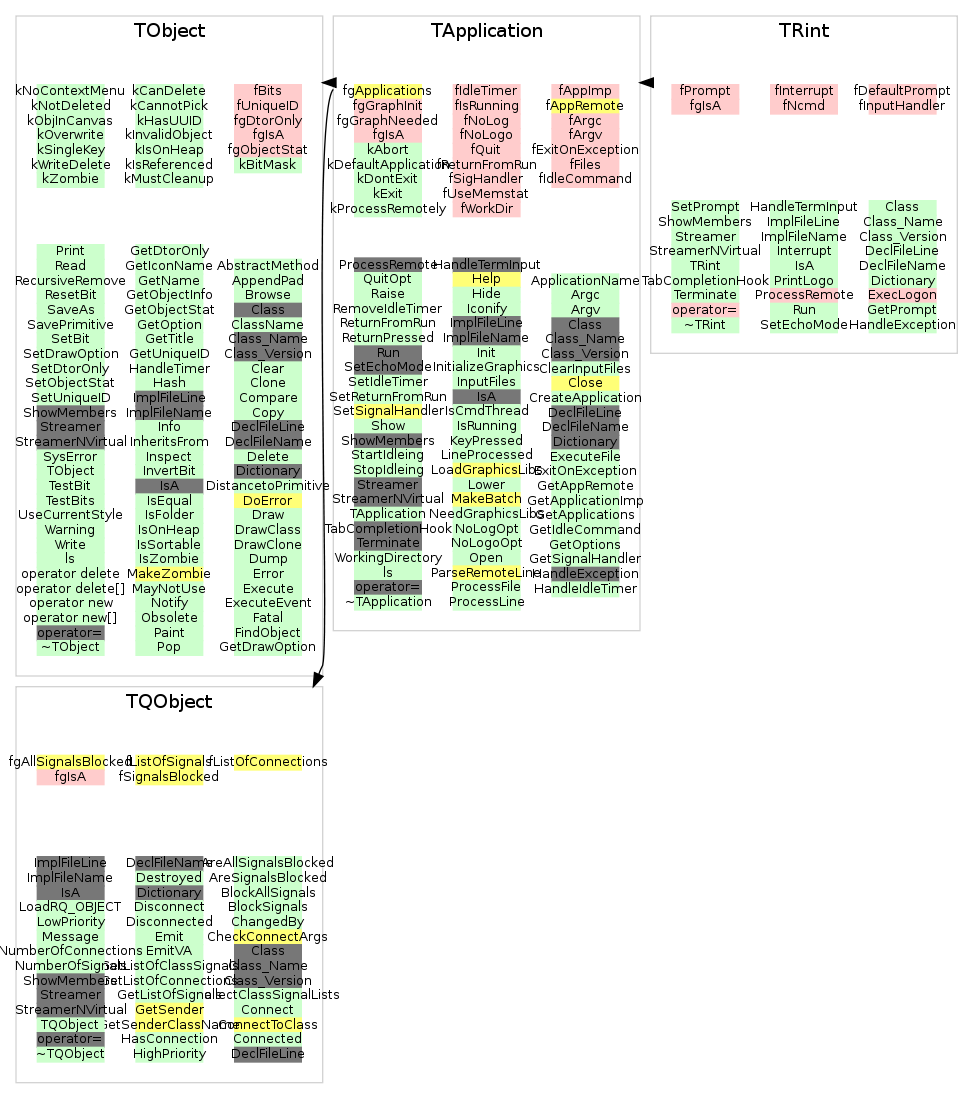 TObject
kNoContextMenu
kNotDeleted
kObjInCanvas
kOverwrite
kSingleKey
kWriteDelete
kZombie
kCanDelete
kCannotPick
kHasUUID
kInvalidObject
kIsOnHeap
kIsReferenced
kMustCleanup
fBits
fUniqueID
fgDtorOnly
fgIsA
fgObjectStat
kBitMask
Print
Read
RecursiveRemove
ResetBit
SaveAs
SavePrimitive
SetBit
SetDrawOption
SetDtorOnly
SetObjectStat
SetUniqueID
ShowMembers
Streamer
StreamerNVirtual
SysError
TObject
TestBit
TestBits
UseCurrentStyle
Warning
Write
ls
operator delete
operator delete[]
operator new
operator new[]
operator=
~TObject
GetDtorOnly
GetIconName
GetName
GetObjectInfo
GetObjectStat
GetOption
GetTitle
GetUniqueID
HandleTimer
Hash
ImplFileLine
ImplFileName
Info
InheritsFrom
Inspect
InvertBit
IsA
IsEqual
IsFolder
IsOnHeap
IsSortable
IsZombie
MakeZombie
MayNotUse
Notify
Obsolete
Paint
Pop
AbstractMethod
AppendPad
Browse
Class
ClassName
Class_Name
Class_Version
Clear
Clone
Compare
Copy
DeclFileLine
DeclFileName
Delete
Dictionary
DistancetoPrimitive
DoError
Draw
DrawClass
DrawClone
Dump
Error
Execute
ExecuteEvent
Fatal
FindObject
GetDrawOption
TApplication
fgApplications
fgGraphInit
fgGraphNeeded
fgIsA
kAbort
kDefaultApplication
kDontExit
kExit
kProcessRemotely
fIdleTimer
fIsRunning
fNoLog
fNoLogo
fQuit
fReturnFromRun
fSigHandler
fUseMemstat
fWorkDir
fAppImp
fAppRemote
fArgc
fArgv
fExitOnException
fFiles
fIdleCommand
ProcessRemote
QuitOpt
Raise
RemoveIdleTimer
ReturnFromRun
ReturnPressed
Run
SetEchoMode
SetIdleTimer
SetReturnFromRun
SetSignalHandler
Show
ShowMembers
StartIdleing
StopIdleing
Streamer
StreamerNVirtual
TApplication
TabCompletionHook
Terminate
WorkingDirectory
ls
operator=
~TApplication
HandleTermInput
Help
Hide
Iconify
ImplFileLine
ImplFileName
Init
InitializeGraphics
InputFiles
IsA
IsCmdThread
IsRunning
KeyPressed
LineProcessed
LoadGraphicsLibs
Lower
MakeBatch
NeedGraphicsLibs
NoLogOpt
NoLogoOpt
Open
ParseRemoteLine
ProcessFile
ProcessLine
ApplicationName
Argc
Argv
Class
Class_Name
Class_Version
ClearInputFiles
Close
CreateApplication
DeclFileLine
DeclFileName
Dictionary
ExecuteFile
ExitOnException
GetAppRemote
GetApplicationImp
GetApplications
GetIdleCommand
GetOptions
GetSignalHandler
HandleException
HandleIdleTimer
TRint
fPrompt
fgIsA
fInterrupt
fNcmd
fDefaultPrompt
fInputHandler
SetPrompt
ShowMembers
Streamer
StreamerNVirtual
TRint
TabCompletionHook
Terminate
operator=
~TRint
HandleTermInput
ImplFileLine
ImplFileName
Interrupt
IsA
PrintLogo
ProcessRemote
Run
SetEchoMode
Class
Class_Name
Class_Version
DeclFileLine
DeclFileName
Dictionary
ExecLogon
GetPrompt
HandleException
TQObject
fgAllSignalsBlocked
fgIsA
fListOfSignals
fSignalsBlocked
fListOfConnections
ImplFileLine
ImplFileName
IsA
LoadRQ_OBJECT
LowPriority
Message
NumberOfConnections
NumberOfSignals
ShowMembers
Streamer
StreamerNVirtual
TQObject
operator=
~TQObject
DeclFileName
Destroyed
Dictionary
Disconnect
Disconnected
Emit
EmitVA
GetListOfClassSignals
GetListOfConnections
GetListOfSignals
GetSender
GetSenderClassName
HasConnection
HighPriority
AreAllSignalsBlocked
AreSignalsBlocked
BlockAllSignals
BlockSignals
ChangedBy
CheckConnectArgs
Class
Class_Name
Class_Version
Connect
ConnectToClass
Connected
DeclFileLine